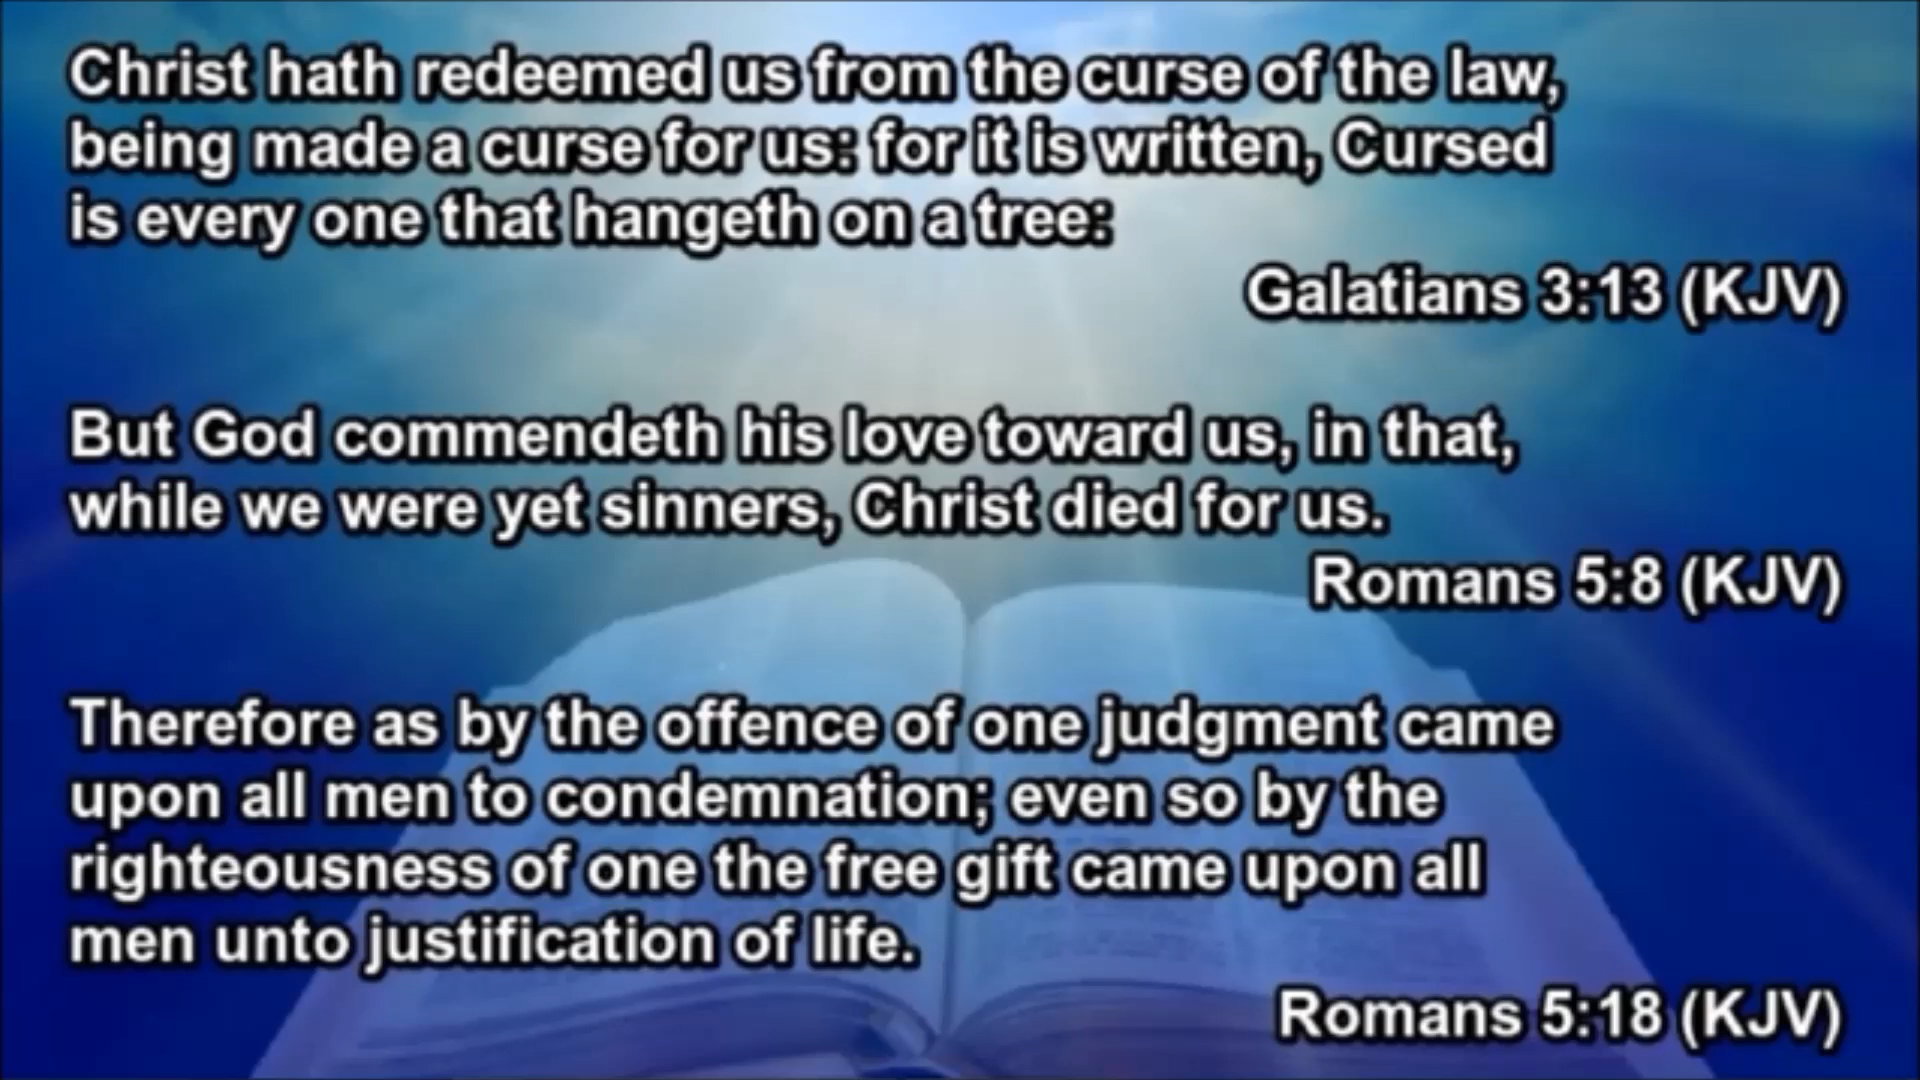 Christ hath redeemed us from the curse of the law,
being made a curse for us: for it is written, Cursed
is every one that hangeth on a tree:
Galatians 3:13 (KJV)
But God commendeth his love toward us, in that,
while we were yet sinners, Christ died for us.
Romans 5:8 (KJV)
Therefore as by the offence of one judgment came
upon all men to condemnation; even so by the
righteousness of one the free gift came upon all
men unto justification of life.
Romans 5:18 (KJV)